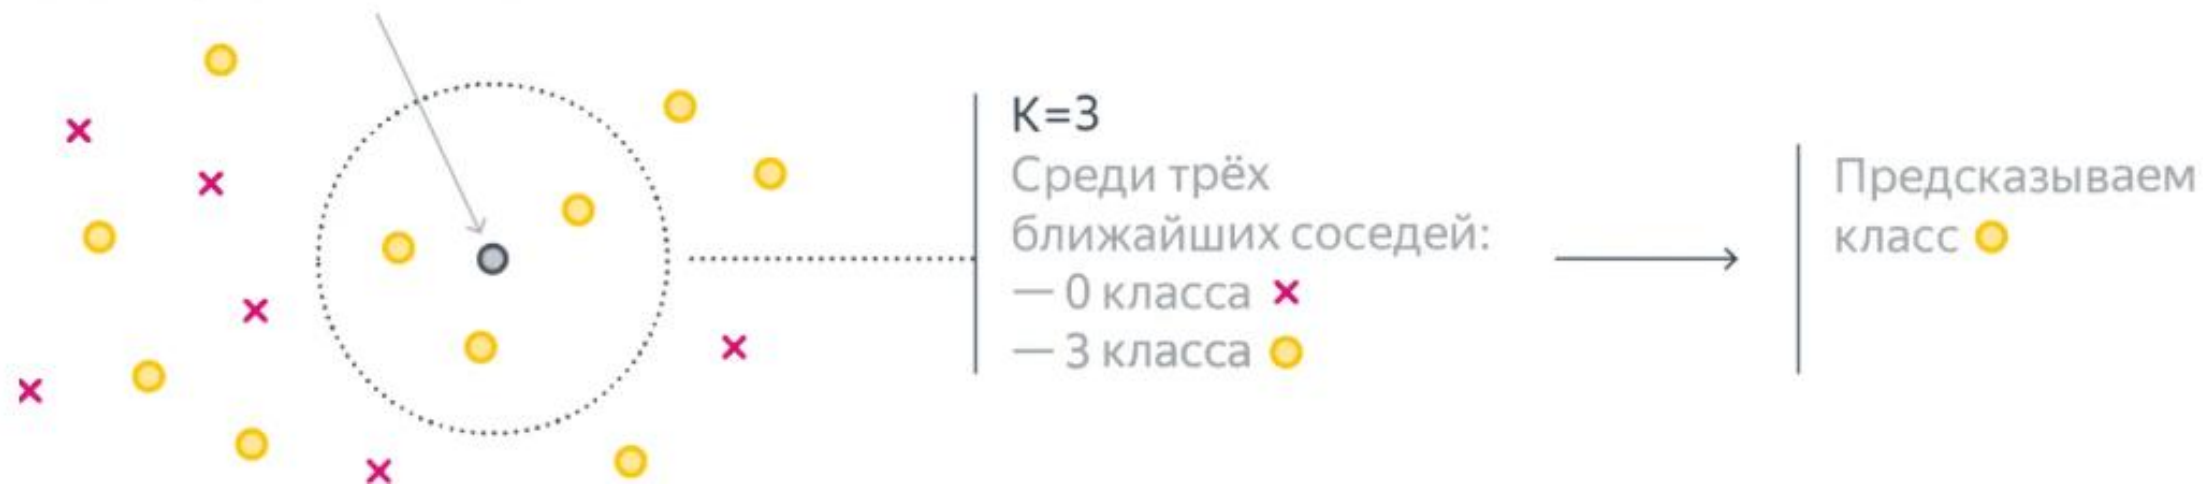 K=3
Среди трёх
ближайших соседей:
— 0 класса
— 3 класса
Предсказываем
класс